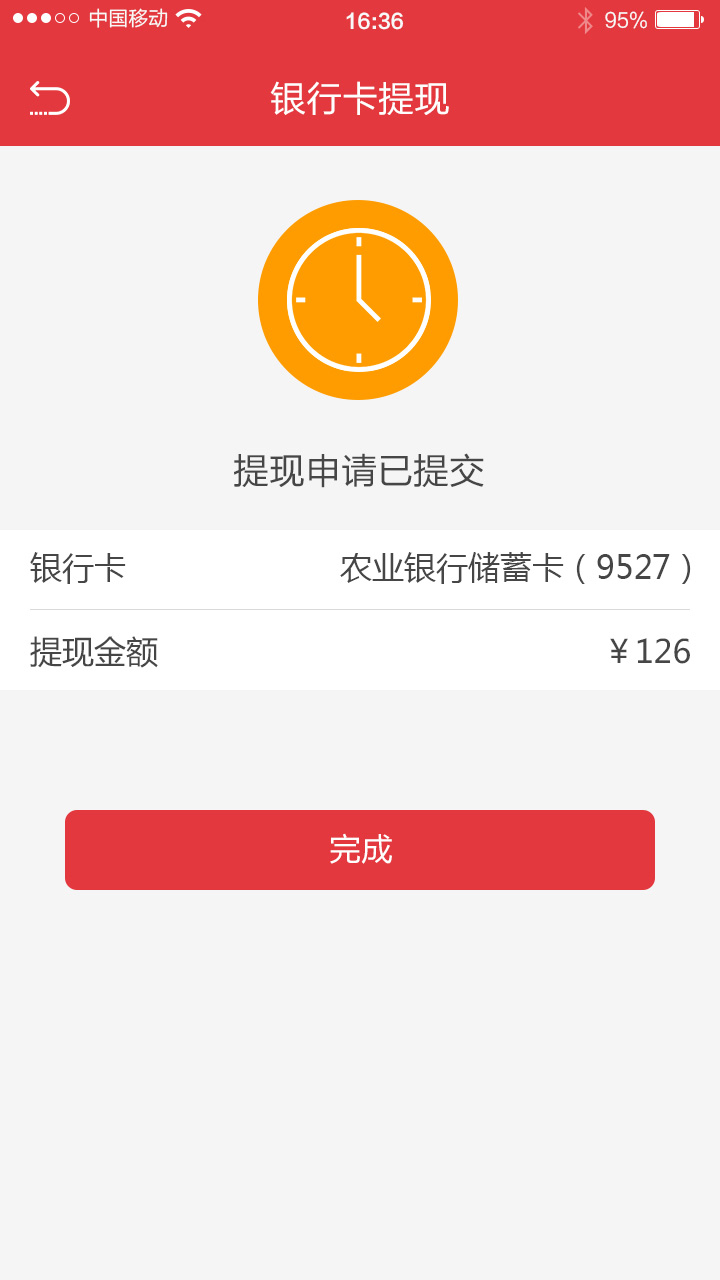 中国移动 16:36 95%
银行卡提现
提现申请已提交
银行卡 农业银行储蓄卡（9527）
提现金额 ￥126
完成